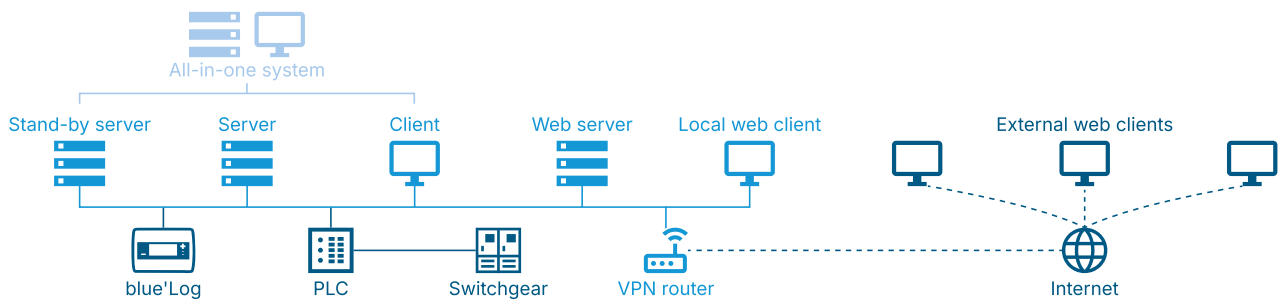 All-in-one system
Stand-by server
Server
Client
Web server
Local web client
External web clients
blue'Log
PLC
Switchgear
VPN router
Internet